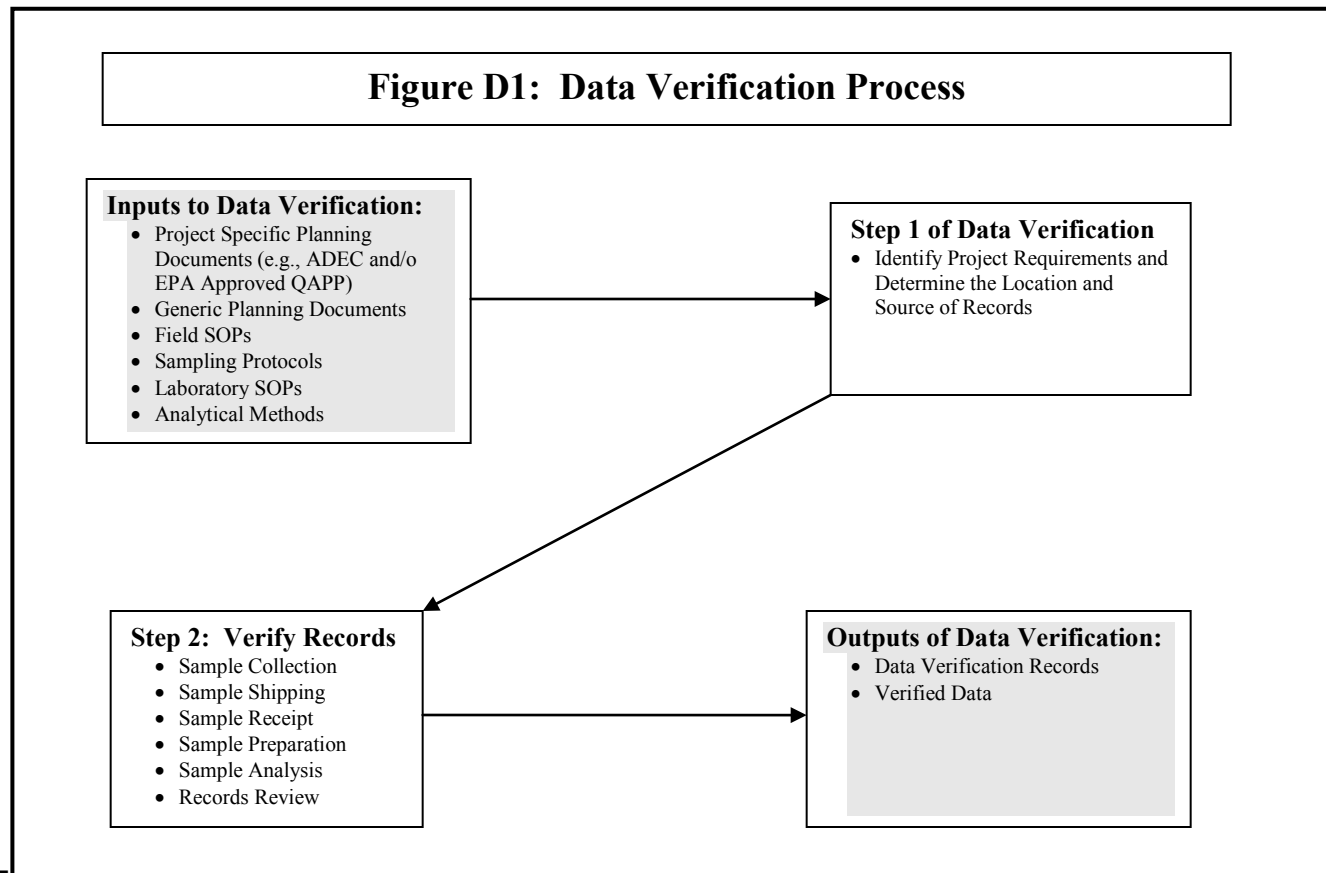 Figure D1: Data Verification Process
Inputs to Data Verification:
• Project Specific Planning
Documents (e.g., ADEC and/o
EPA Approved QAPP)
• Generic Planning Documents
• Field SOPs
• Sampling Protocols
• Laboratory SOPs
• Analytical Methods
Step 1 of Data Verification
• Identify Project Requirements and
Determine the Location and
Source of Records
Step 2: Verify Records
• Sample Collection
• Sample Shipping
• Sample Receipt
• Sample Preparation
• Sample Analysis
• Records Review
Outputs of Data Verification:
• Data Verification Records
• Verified Data